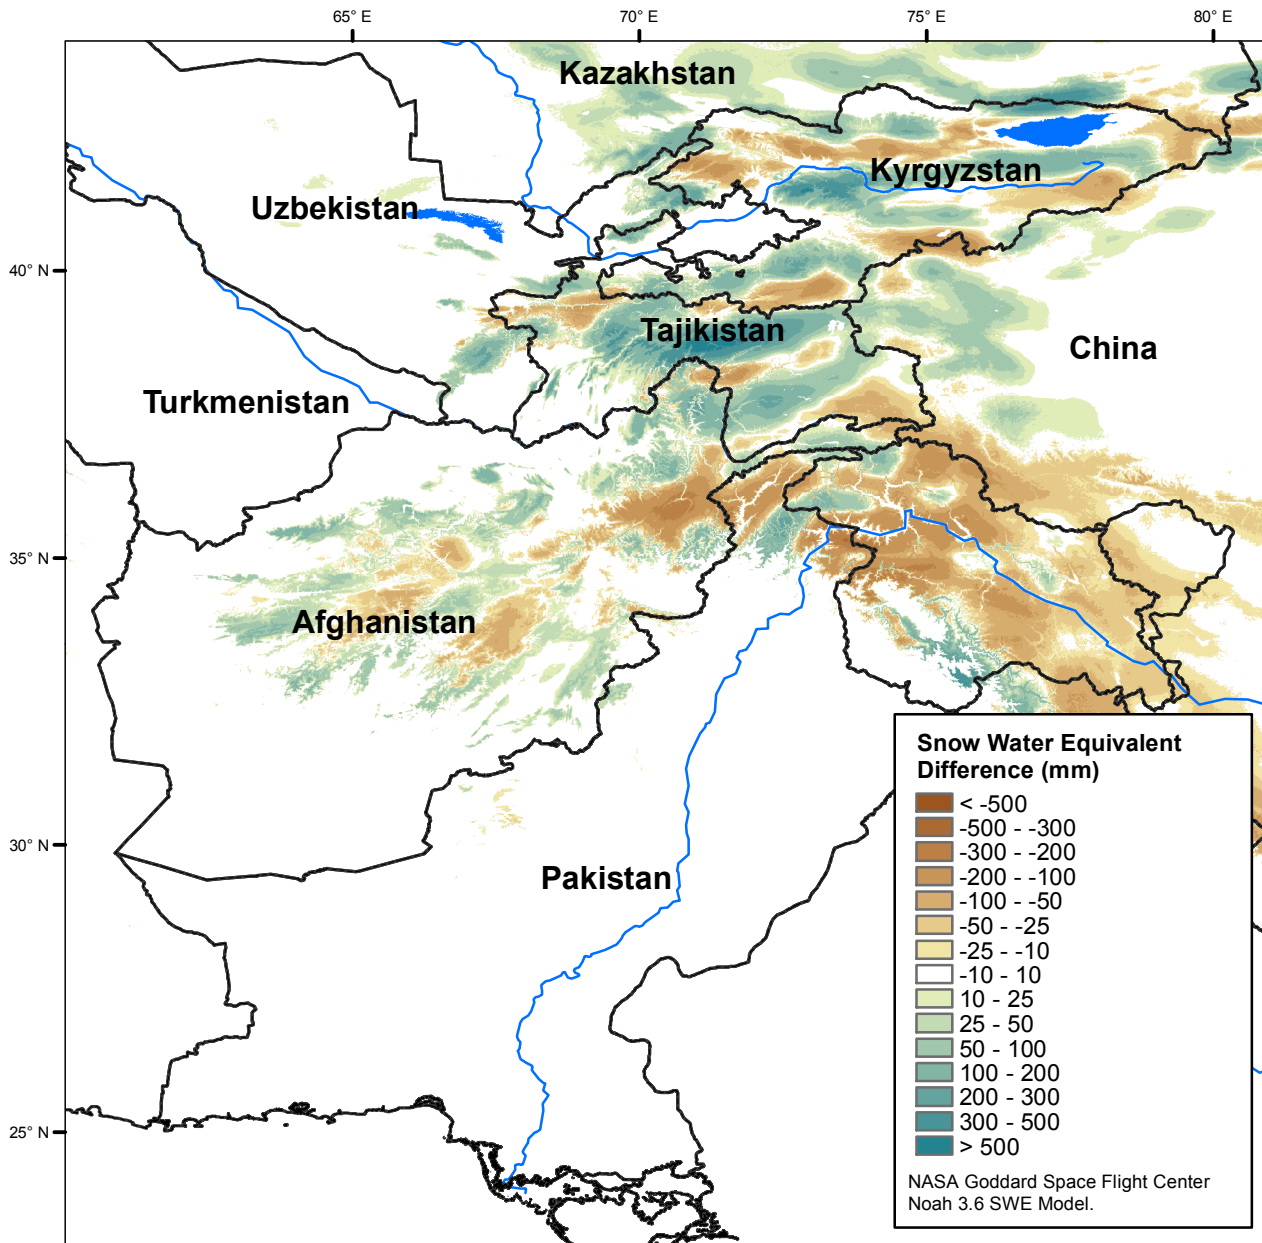 65° E
70° E
75° E
80° E
Kazakhstan
Kyrgyzstan
Uzbekistan
40° N
Tajikistan
China
Turkmenistan
35° N
Afghanistan
30° N
Pakistan
25° N
Snow Water Equivalent
Difference (mm)
< -500
-500 - -300
-300 - -200
-200 - -100
-100 - -50
-50 - -25
-25 - -10
-10 - 10
10 - 25
25 - 50
50 - 100
100 - 200
200 - 300
300 - 500
> 500
NASA Goddard Space Flight Center
Noah 3.6 SWE Model.